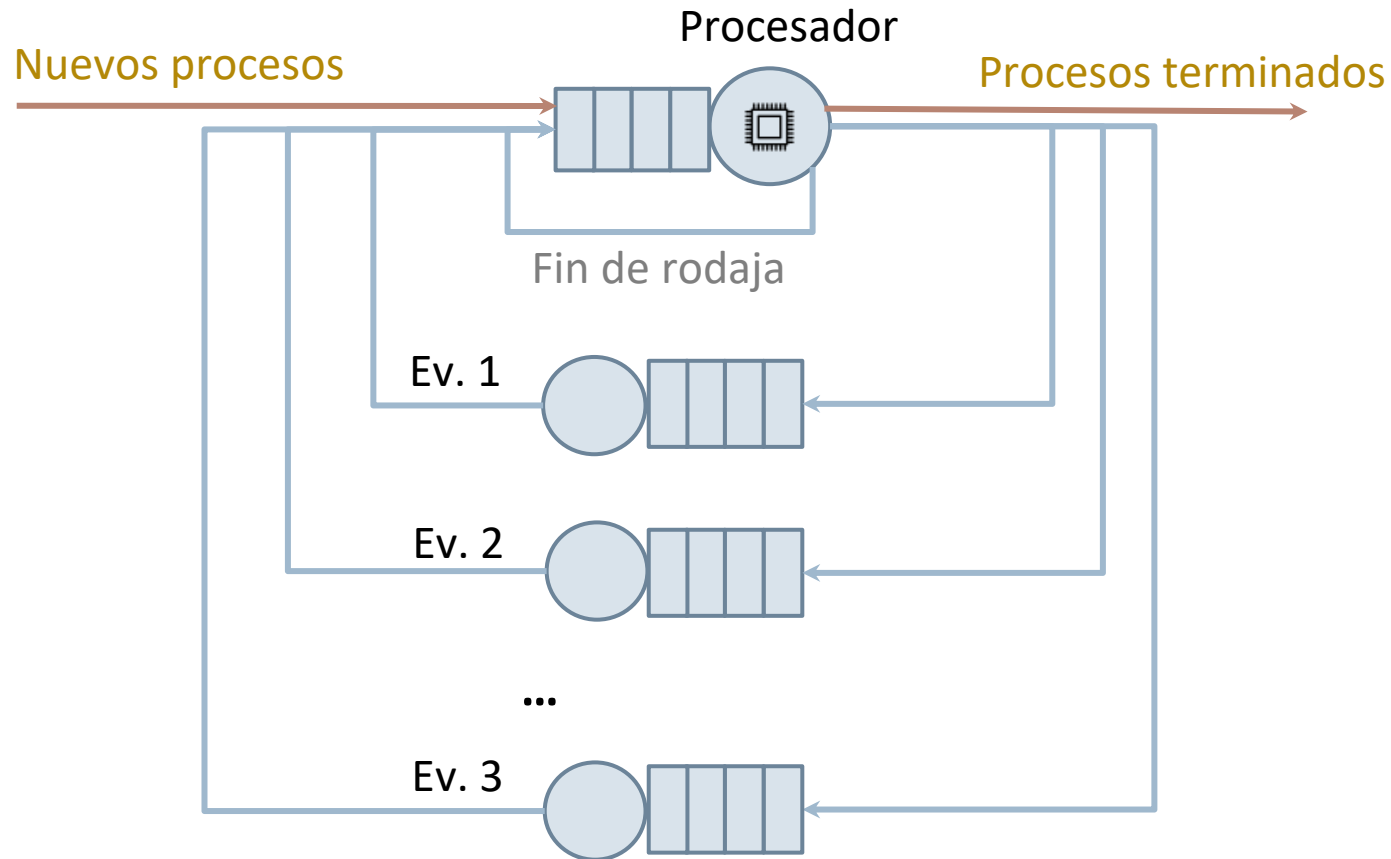 Procesador
Nuevos procesos
Procesos terminados
Fin de rodaja
Ev. 1
Ev. 2
...
Ev. 3